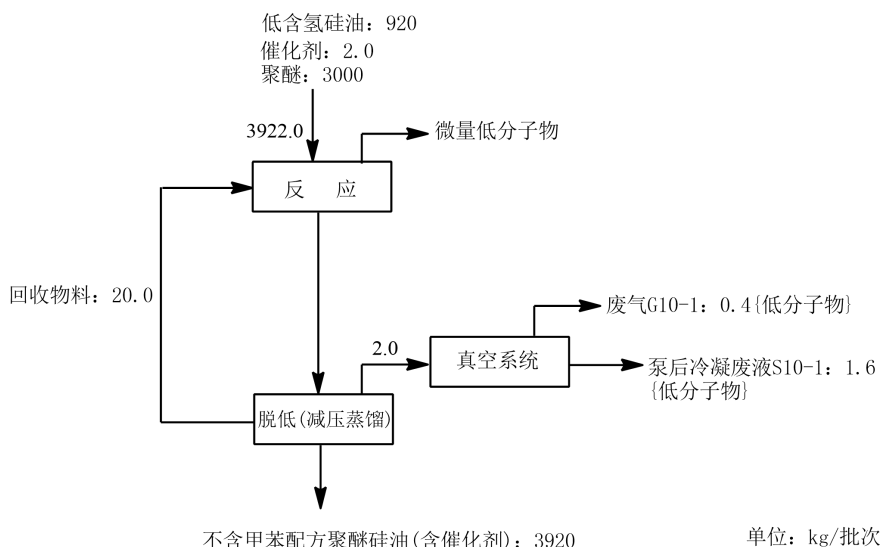 低含氢硅油：920
催化剂：2.0
聚醚：3000
3922.0
微量低分子物
反 应
回收物料：20.0
废气G10-1：0.4{低分子物}
2.0
真空系统
泵后冷凝废液S10-1：1.6
{低分子物}
脱低(减压蒸馏)
不含甲苯配方聚醚硅油(含催化剂)：3920
单位：kg/批次